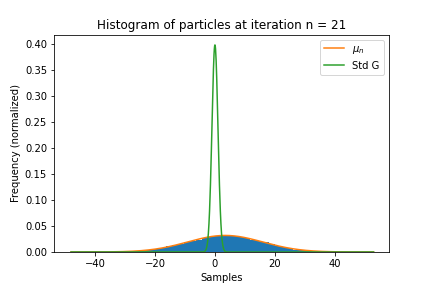 Histogram of particles at iteration n = 21
Frequency (normalized)
0.40
0.35
0.30
0.25
0.20
0.15
0.10
0.05
0.00
μₙ
Std G
−40 −20 0 20 40
Samples